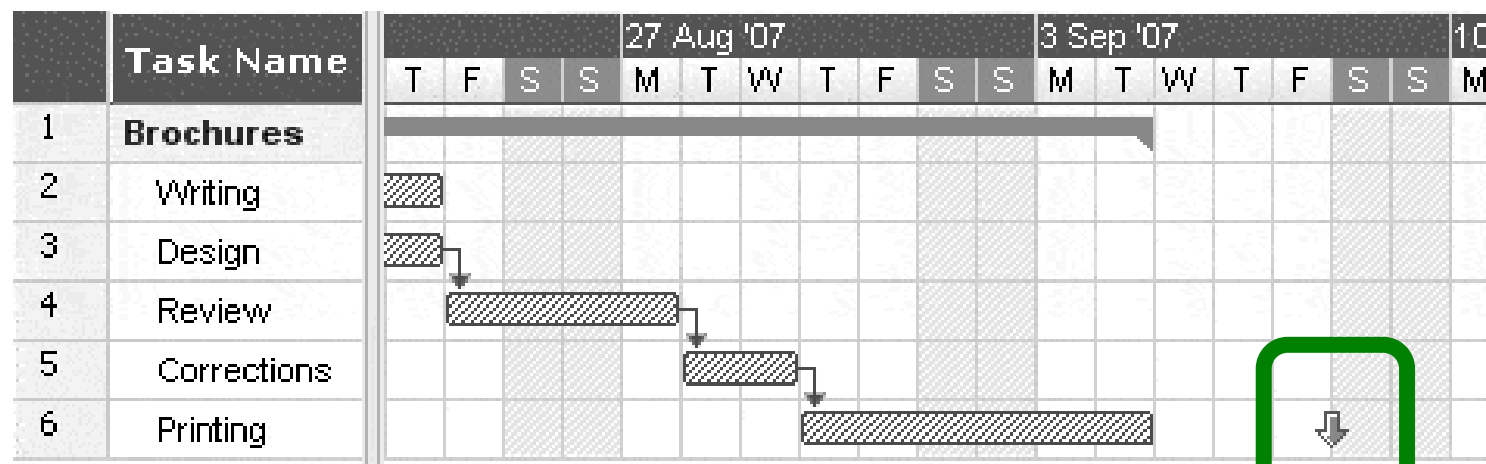 27 Aug '07 3 Sep '07 10
Task Name
T F S S M T W T F S S M T W T F S S M
1 Brochures
2 Writing
3 Design
4 Review
5 Corrections
6 Printing